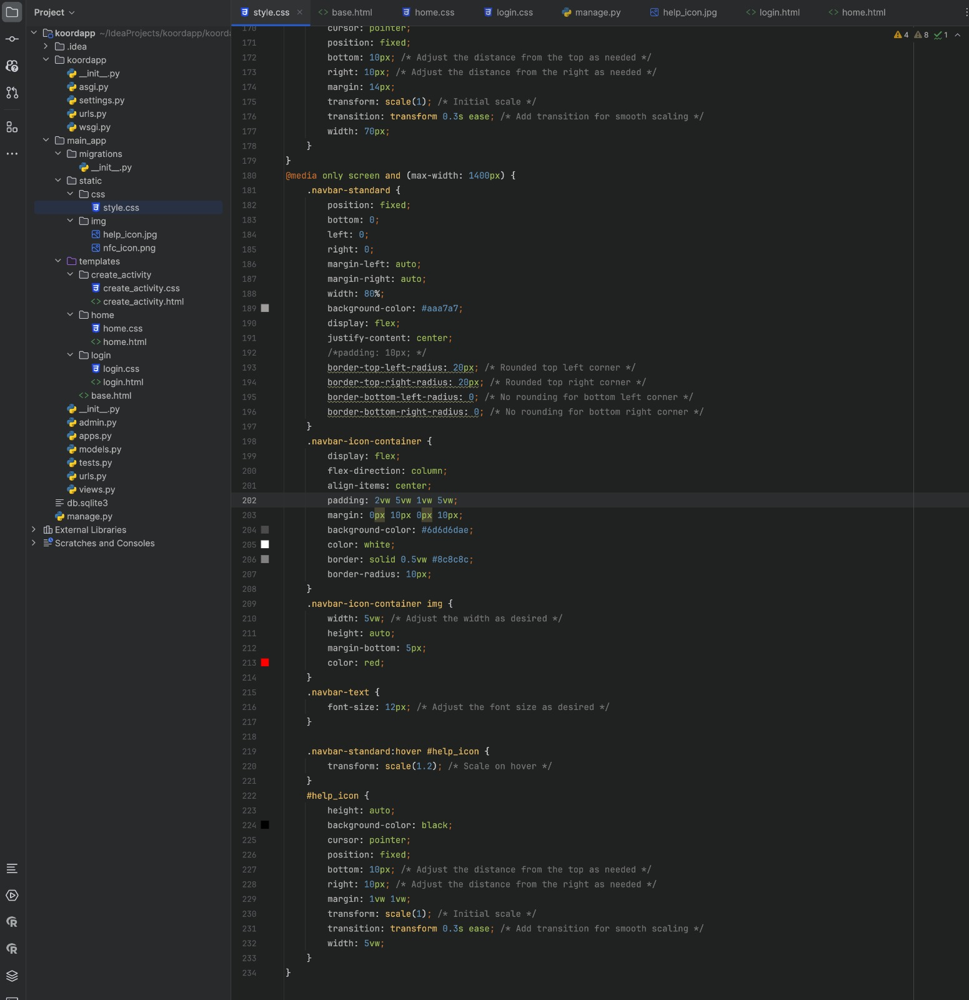 Project
style.css
base.html
home.css
login.css
manage.py
help_icon.jpg
login.html
home.html
koordapp ~/IdeaProjects/koordapp/koorda
.idea
koordapp
__init__.py
asgi.py
settings.py
urls.py
wsgi.py
main_app
migrations
__init__.py
static
css
style.css
img
help_icon.jpg
nfc_icon.png
templates
create_activity
create_activity.css
create_activity.html
home
home.css
home.html
login
login.css
login.html
base.html
__init__.py
admin.py
apps.py
models.py
tests.py
urls.py
views.py
db.sqlite3
manage.py
External Libraries
Scratches and Consoles
4 8 1
170 cursor: pointer;
171 position: fixed;
172 bottom: 10px; /* Adjust the distance from the top as needed */
173 right: 10px; /* Adjust the distance from the right as needed */
174 margin: 14px;
175 transform: scale(1); /* Initial scale */
176 transition: transform 0.3s ease; /* Add transition for smooth scaling */
177 width: 70px;
178 }
179 }
180 @media only screen and (max-width: 1400px) {
181 .navbar-standard {
182 position: fixed;
183 bottom: 0;
184 left: 0;
185 right: 0;
186 margin-left: auto;
187 margin-right: auto;
188 width: 80%;
189 background-color: #aaa7a7;
190 display: flex;
191 justify-content: center;
192 /*padding: 10px; */
193 border-top-left-radius: 20px; /* Rounded top left corner */
194 border-top-right-radius: 20px; /* Rounded top right corner */
195 border-bottom-left-radius: 0; /* No rounding for bottom left corner */
196 border-bottom-right-radius: 0; /* No rounding for bottom right corner */
197 }
198 .navbar-icon-container {
199 display: flex;
200 flex-direction: column;
201 align-items: center;
202 padding: 2vw 5vw 1vw 5vw;
203 margin: 0px 10px 0px 10px;
204 background-color: #6d6d6dae;
205 color: white;
206 border: solid 0.5vw #8c8c8c;
207 border-radius: 10px;
208 }
209 .navbar-icon-container img {
210 width: 5vw; /* Adjust the width as desired */
211 height: auto;
212 margin-bottom: 5px;
213 color: red;
214 }
215 .navbar-text {
216 font-size: 12px; /* Adjust the font size as desired */
217 }
218
219 .navbar-standard:hover #help_icon {
220 transform: scale(1.2); /* Scale on hover */
221 }
222 #help_icon {
223 height: auto;
224 background-color: black;
225 cursor: pointer;
226 position: fixed;
227 bottom: 10px; /* Adjust the distance from the top as needed */
228 right: 10px; /* Adjust the distance from the right as needed */
229 margin: 1vw 1vw;
230 transform: scale(1); /* Initial scale */
231 transition: transform 0.3s ease; /* Add transition for smooth scaling */
232 width: 5vw;
233 }
234 }